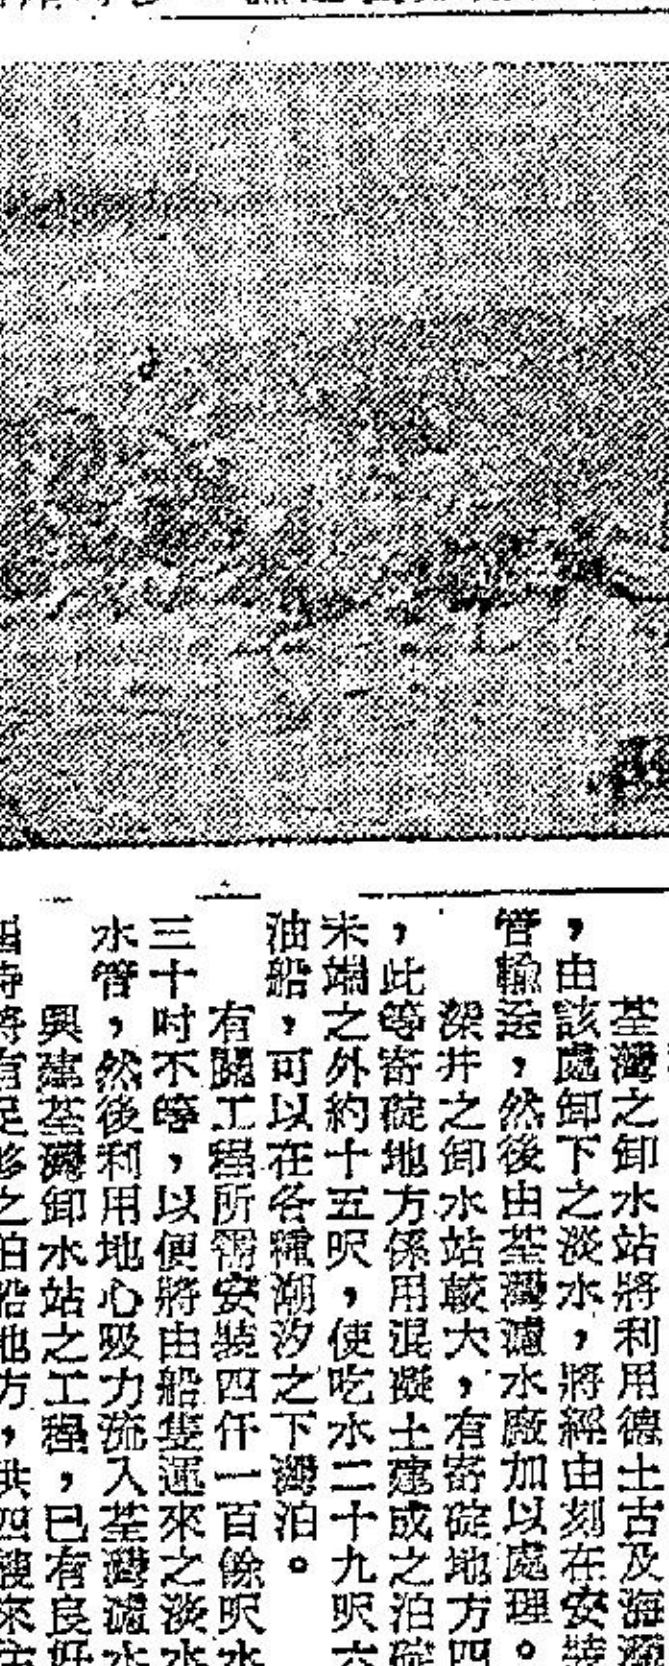 荃灣之卸水站將利用德士古及海
，由該處卸下之淡水，將經由刻在安裝
管輸送，然後由荃灣濾水廠加以處理。
深井之卸水站較大，有寄碇地方四
，此等寄碇地方係用混凝土建成之泊碇
末端之外約十五呎，使吃水二十九呎六
油船，可以在各種潮汐之下灣泊。
有關工程所需安裝四仟一百餘呎水
三十吋不等，以便將由船隻運來之淡水
水管，然後利用地心吸力流入荃灣濾水
興建荃灣卸水站之工程，已有良好
時將有足夠之泊船地方，供四艘來往